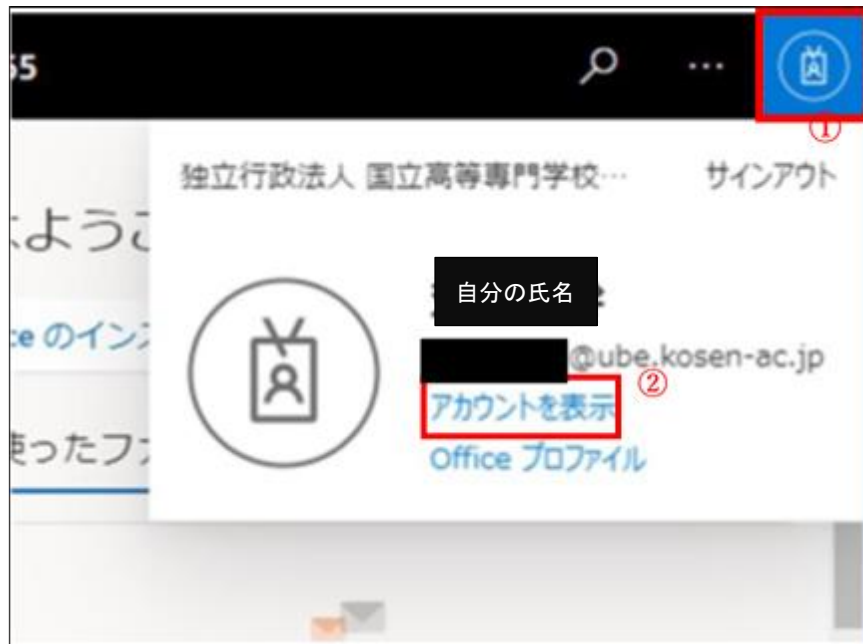 65
①
独立行政法人 国立高等専門学校… サインアウト
ようこ
自分の氏名
ce のインス
@ube.kosen-ac.jp
②
アカウントを表示
使ったファ
Office プロファイル